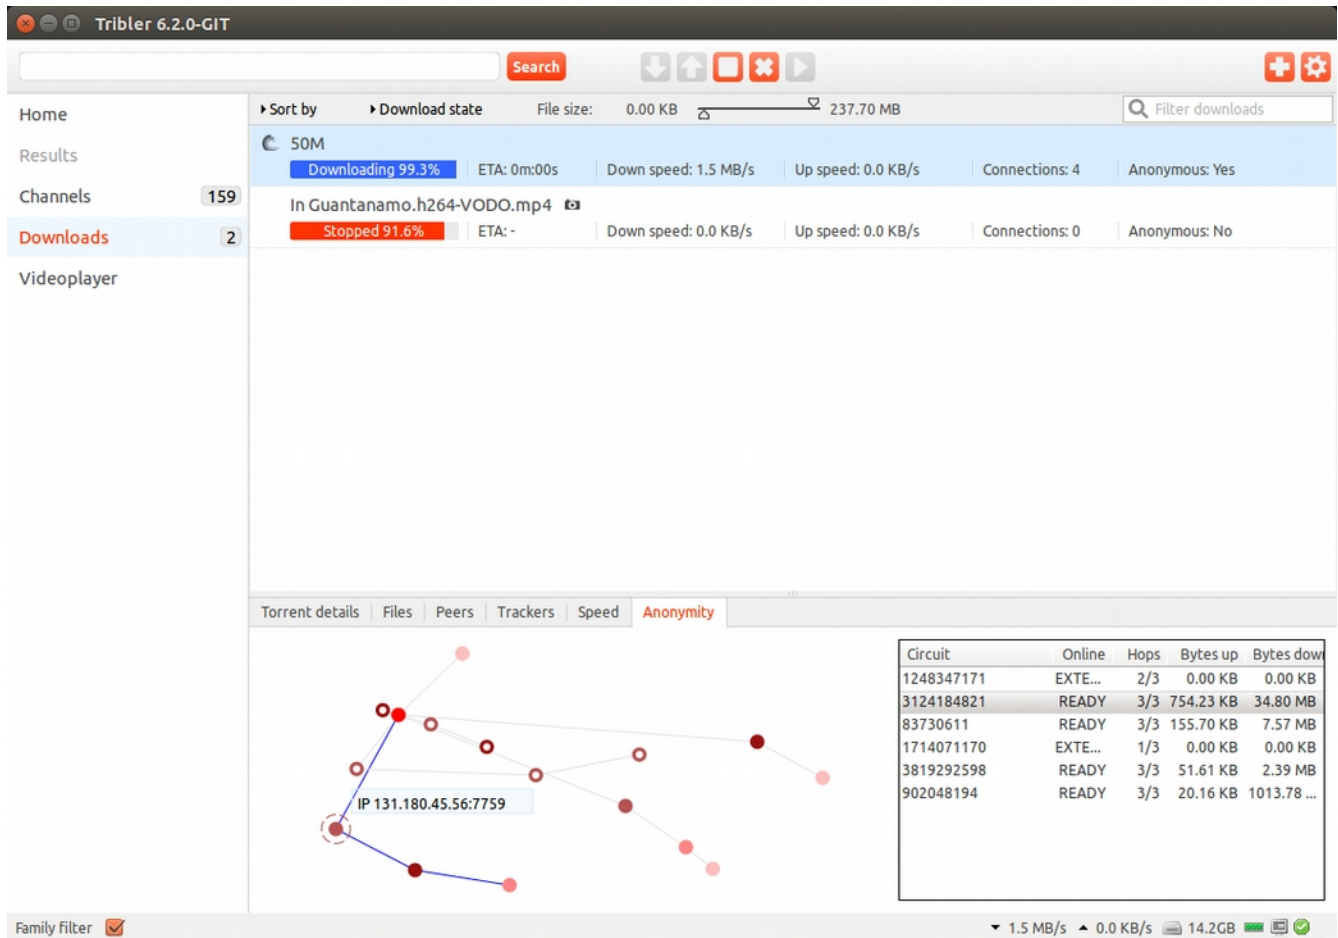 Tribler 6.2.0-GIT
Search
Home
Results
Channels 159
Downloads 2
Videoplayer
Sort by Download state File size: 0.00 KB 237.70 MB Filter downloads
50M
Downloading 99.3% ETA: 0m:00s Down speed: 1.5 MB/s Up speed: 0.0 KB/s Connections: 4 Anonymous: Yes
In Guantanamo.h264-VODO.mp4
Stopped 91.6% ETA: - Down speed: 0.0 KB/s Up speed: 0.0 KB/s Connections: 0 Anonymous: No
Torrent details Files Peers Trackers Speed Anonymity
IP 131.180.45.56:7759
Circuit Online Hops Bytes up Bytes down
1248347171 EXTE... 2/3 0.00 KB 0.00 KB
3124184821 READY 3/3 754.23 KB 34.80 MB
83730611 READY 3/3 155.70 KB 7.57 MB
1714071170 EXTE... 1/3 0.00 KB 0.00 KB
3819292598 READY 3/3 51.61 KB 2.39 MB
902048194 READY 3/3 20.16 KB 1013.78 ...
Family filter 1.5 MB/s 0.0 KB/s 14.2GB